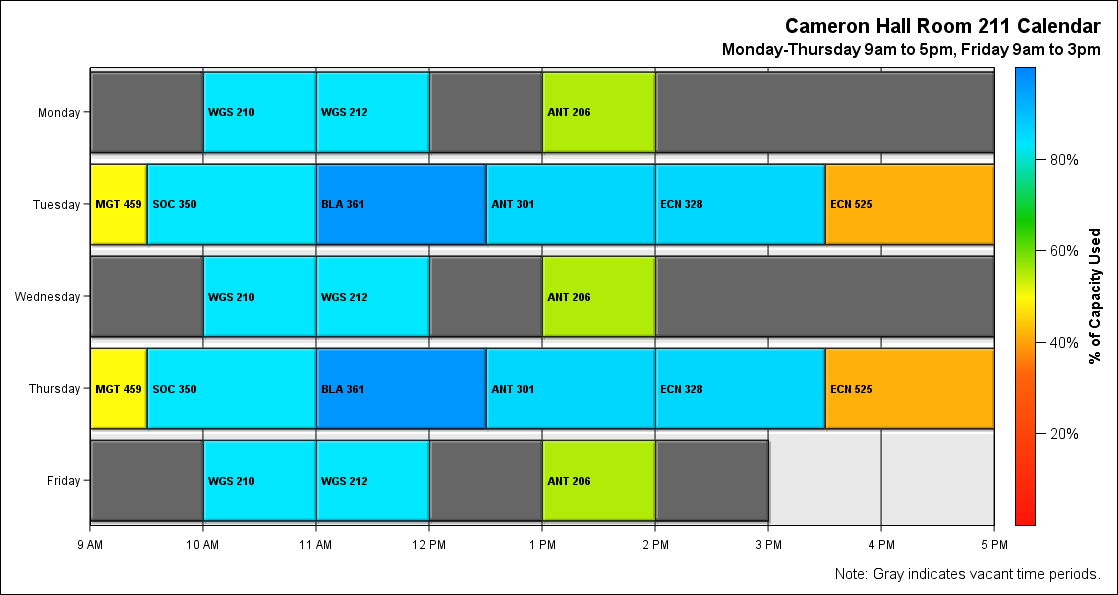 Cameron Hall Room 211 Calendar
Monday-Thursday 9am to 5pm, Friday 9am to 3pm
Monday
WGS 210
WGS 212
ANT 206
Tuesday
MGT 459
SOC 350
BLA 361
ANT 301
ECN 328
ECN 525
Wednesday
WGS 210
WGS 212
ANT 206
Thursday
MGT 459
SOC 350
BLA 361
ANT 301
ECN 328
ECN 525
Friday
WGS 210
WGS 212
ANT 206
9 AM
10 AM
11 AM
12 PM
1 PM
2 PM
3 PM
4 PM
5 PM
80%
60%
40%
20%
% of Capacity Used
Note: Gray indicates vacant time periods.